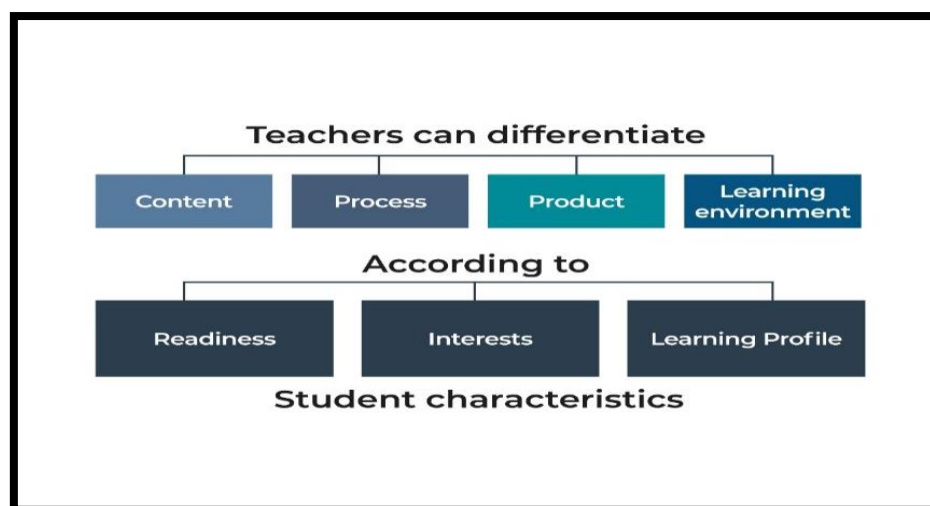 Teachers can differentiate
Content
Process
Product
Learning
environment
According to
Readiness
Interests
Learning Profile
Student characteristics